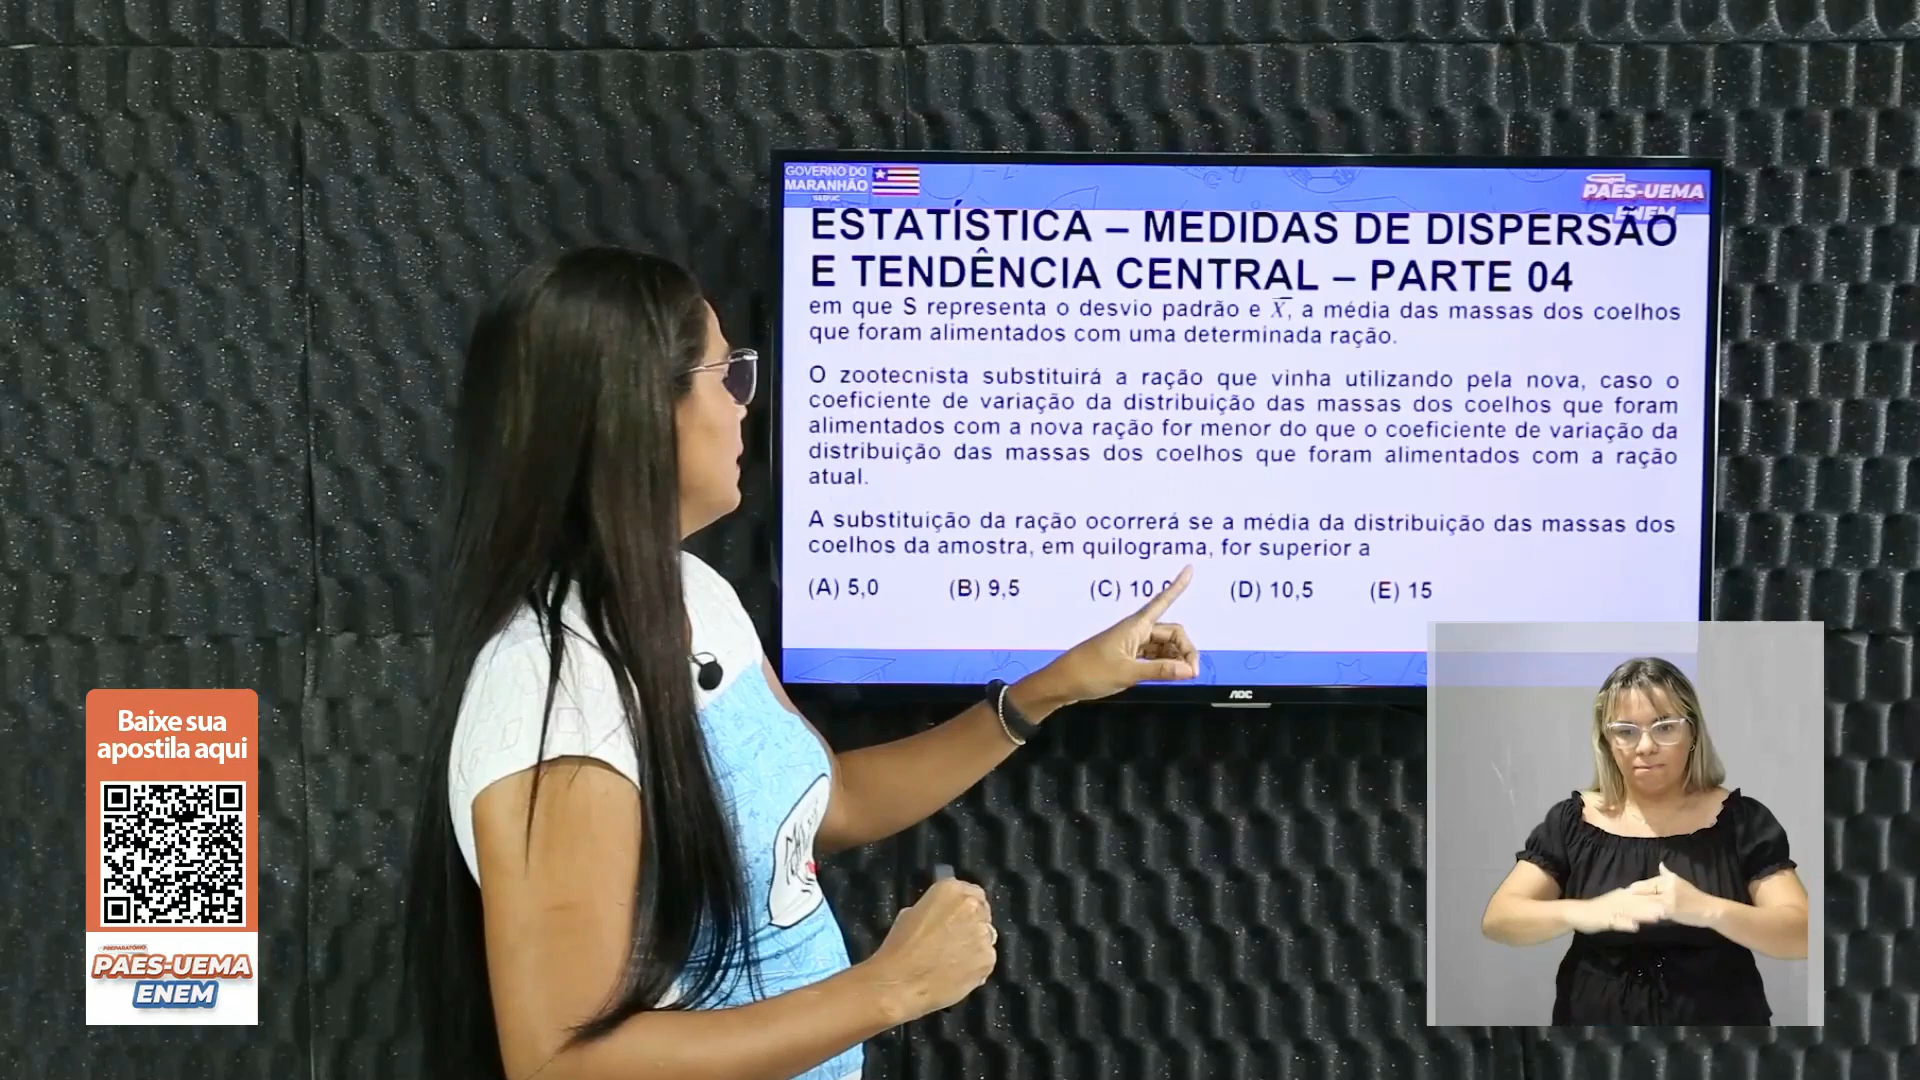 GOVERNO DO
MARANHÃO
SEDUC
PAES-UEMA
ENEM
ESTATÍSTICA – MEDIDAS DE DISPERSÃO
E TENDÊNCIA CENTRAL – PARTE 04
em que S representa o desvio padrão e X̅, a média das massas dos coelhos
que foram alimentados com uma determinada ração.
O zootecnista substituirá a ração que vinha utilizando pela nova, caso o
coeficiente de variação da distribuição das massas dos coelhos que foram
alimentados com a nova ração for menor do que o coeficiente de variação da
distribuição das massas dos coelhos que foram alimentados com a ração
atual.
A substituição da ração ocorrerá se a média da distribuição das massas dos
coelhos da amostra, em quilograma, for superior a
(A) 5,0 (B) 9,5 (C) 10,0 (D) 10,5 (E) 15
AOC
Baixe sua
apostila aqui
PREPARATÓRIO
PAES-UEMA
ENEM